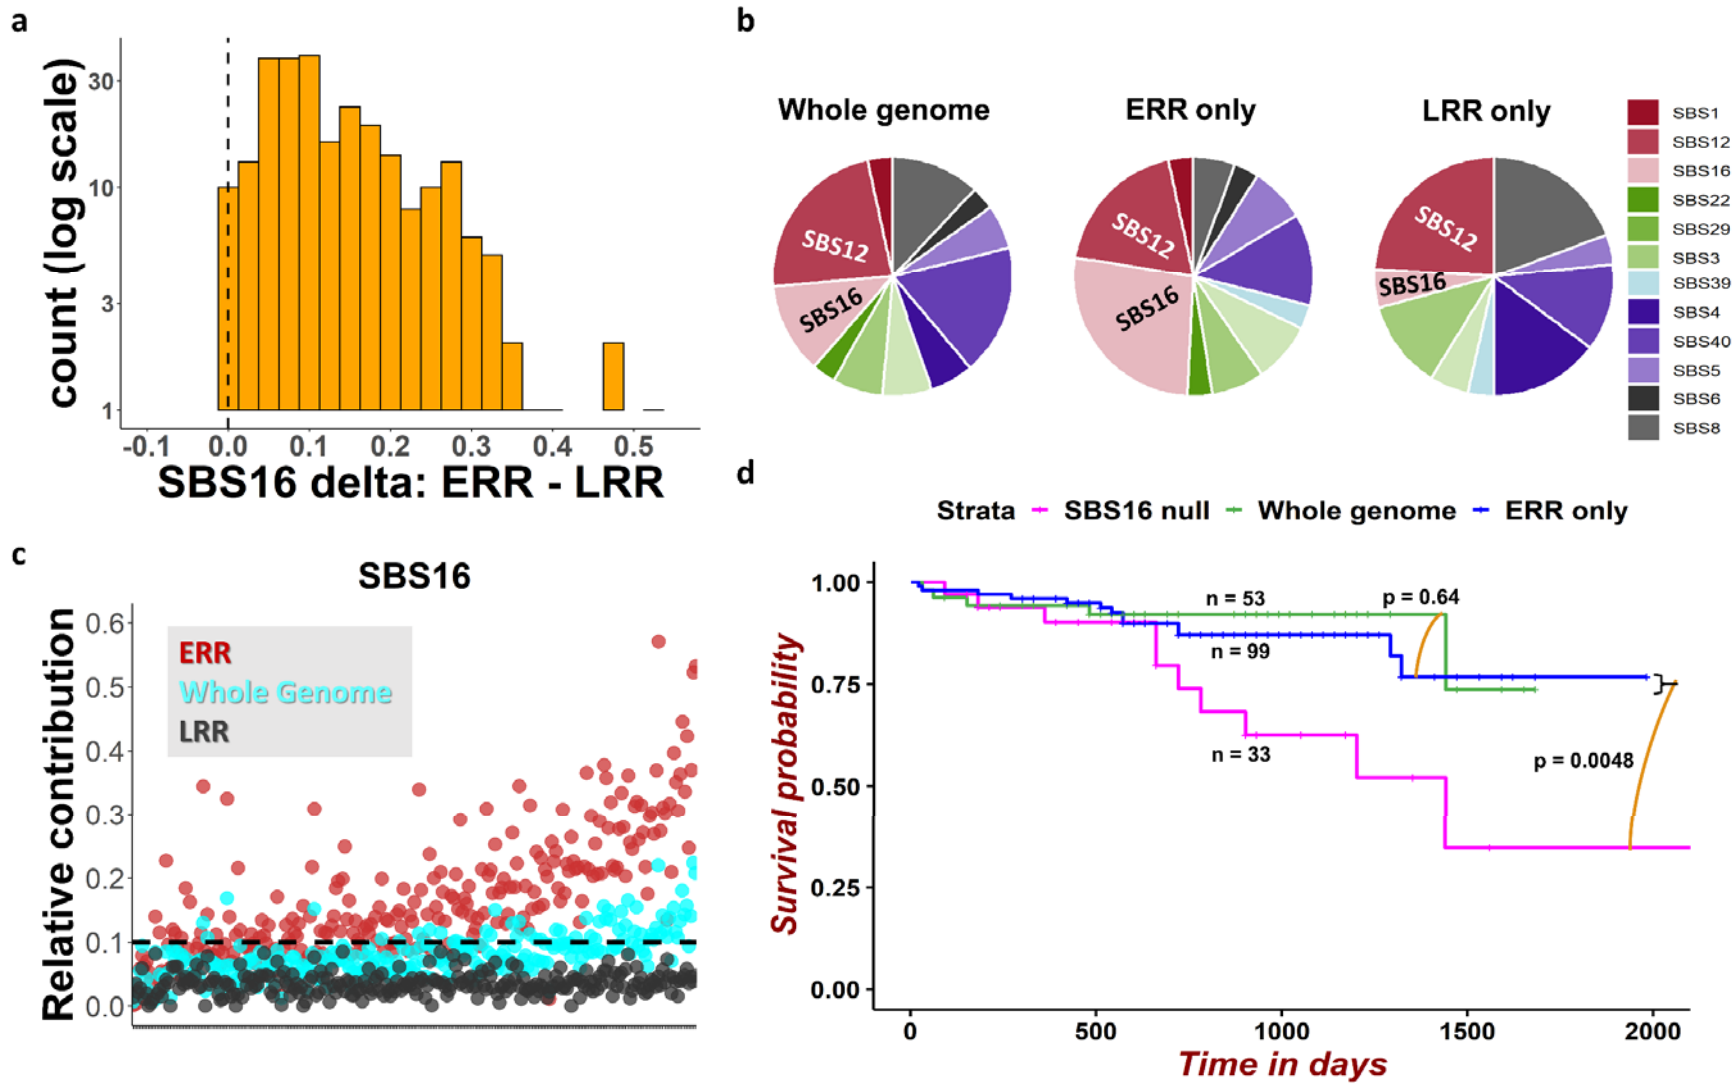 a
count (log scale)
30
10
3
1
-0.1 0.0 0.1 0.2 0.3 0.4 0.5
SBS16 delta: ERR - LRR
b
Whole genome ERR only LRR only
SBS12
SBS16
SBS12
SBS16
SBS12
SBS16
SBS1
SBS12
SBS16
SBS22
SBS29
SBS3
SBS39
SBS4
SBS40
SBS5
SBS6
SBS8
c
SBS16
Relative contribution
0.6
0.5
0.4
0.3
0.2
0.1
0.0
ERR
Whole Genome
LRR
d
Strata SBS16 null Whole genome ERR only
Survival probability
1.00
0.75
0.50
0.25
0.00
n = 53
p = 0.64
n = 99
n = 33
p = 0.0048
0 500 1000 1500 2000
Time in days